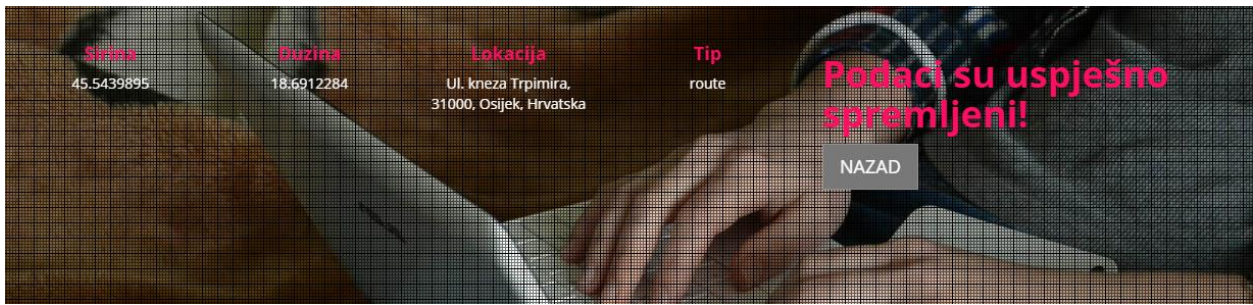 Sirina
45.5439895
Duzina
18.6912284
Lokacija
Ul. kneza Trpimira,
31000, Osijek, Hrvatska
Tip
route
Podaci su uspješno
spremljeni!
NAZAD